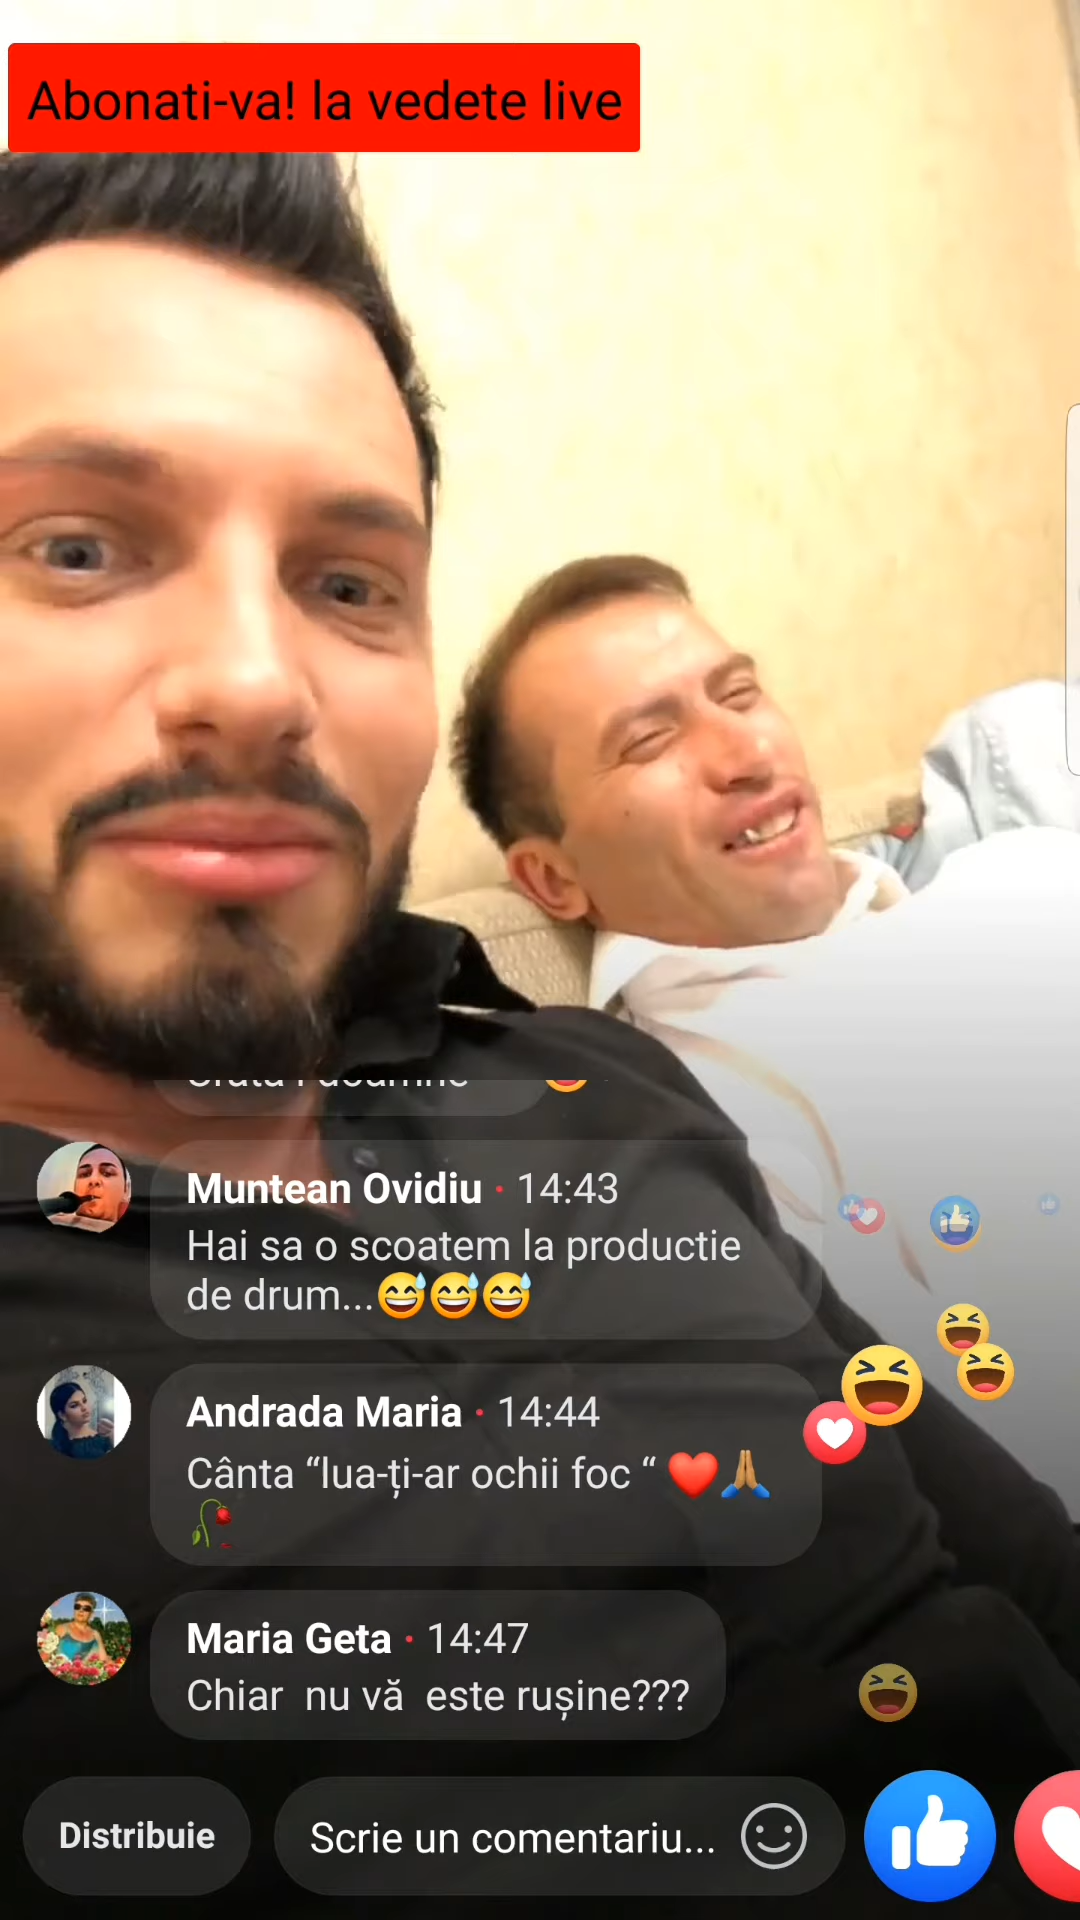 Abonati-va! la vedete live
Muntean Ovidiu • 14:43
Hai sa o scoatem la productie
de drum...😅😅😅
Andrada Maria • 14:44
Cânta “lua-ți-ar ochii foc “ ❤️🙏
🥀
Maria Geta • 14:47
Chiar nu vă este rușine???
Distribuie
Scrie un comentariu...